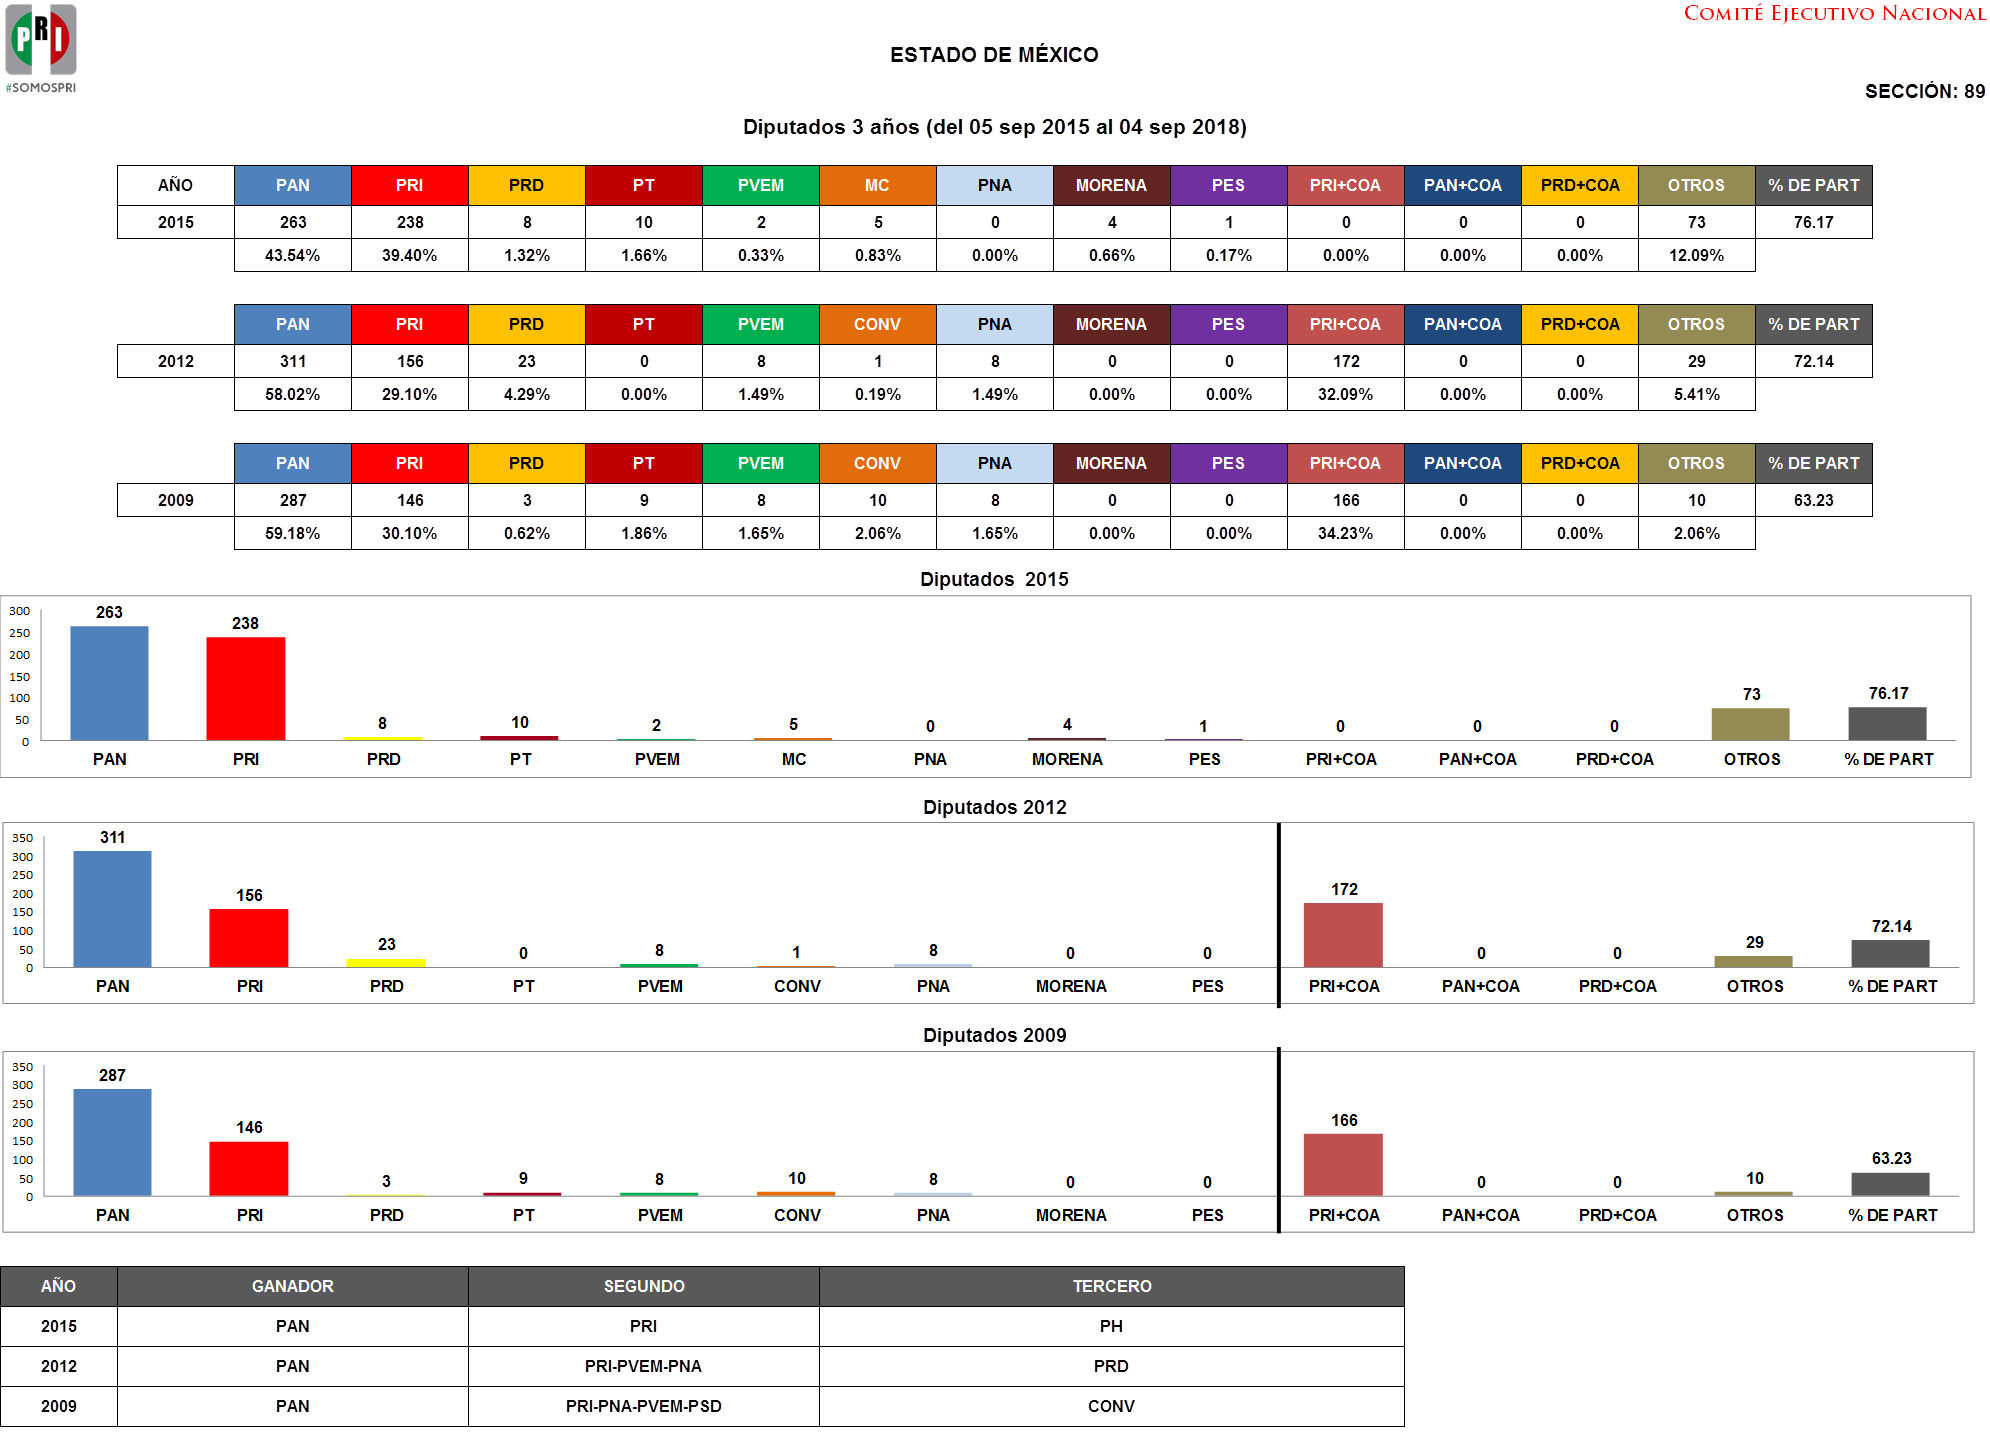 PRI
#SOMOSPRI
COMITÉ EJECUTIVO NACIONAL
ESTADO DE MÉXICO
SECCIÓN: 89
Diputados 3 años (del 05 sep 2015 al 04 sep 2018)
AÑO PAN PRI PRD PT PVEM MC PNA MORENA PES PRI+COA PAN+COA PRD+COA OTROS % DE PART
2015 263 238 8 10 2 5 0 4 1 0 0 0 73 76.17
43.54% 39.40% 1.32% 1.66% 0.33% 0.83% 0.00% 0.66% 0.17% 0.00% 0.00% 0.00% 12.09%
PAN PRI PRD PT PVEM CONV PNA MORENA PES PRI+COA PAN+COA PRD+COA OTROS % DE PART
2012 311 156 23 0 8 1 8 0 0 172 0 0 29 72.14
58.02% 29.10% 4.29% 0.00% 1.49% 0.19% 1.49% 0.00% 0.00% 32.09% 0.00% 0.00% 5.41%
PAN PRI PRD PT PVEM CONV PNA MORENA PES PRI+COA PAN+COA PRD+COA OTROS % DE PART
2009 287 146 3 9 8 10 8 0 0 166 0 0 10 63.23
59.18% 30.10% 0.62% 1.86% 1.65% 2.06% 1.65% 0.00% 0.00% 34.23% 0.00% 0.00% 2.06%
Diputados 2015
300
250
200
150
100
50
0
263 238 8 10 2 5 0 4 1 0 0 0 73 76.17
PAN PRI PRD PT PVEM MC PNA MORENA PES PRI+COA PAN+COA PRD+COA OTROS % DE PART
Diputados 2012
350
300
250
200
150
100
50
0
311 156 23 0 8 1 8 0 0 172 0 0 29 72.14
PAN PRI PRD PT PVEM CONV PNA MORENA PES PRI+COA PAN+COA PRD+COA OTROS % DE PART
Diputados 2009
350
300
250
200
150
100
50
0
287 146 3 9 8 10 8 0 0 166 0 0 10 63.23
PAN PRI PRD PT PVEM CONV PNA MORENA PES PRI+COA PAN+COA PRD+COA OTROS % DE PART
AÑO GANADOR SEGUNDO TERCERO
2015 PAN PRI PH
2012 PAN PRI-PVEM-PNA PRD
2009 PAN PRI-PNA-PVEM-PSD CONV